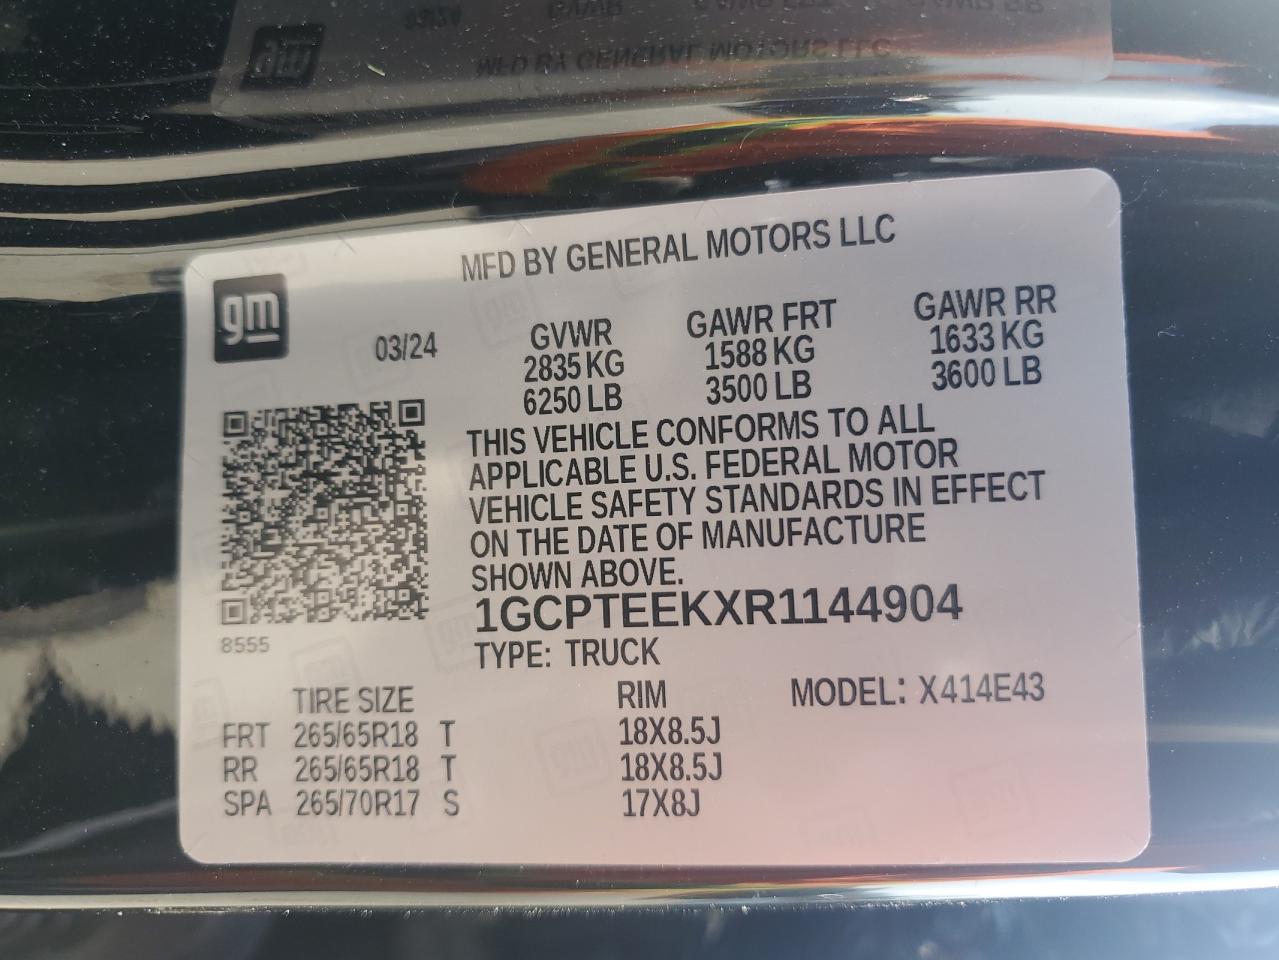 MFD BY GENERAL MOTORS LLC
gm
03/24
GVWR GAWR FRT GAWR RR
2835 KG 1588 KG 1633 KG
6250 LB 3500 LB 3600 LB
THIS VEHICLE CONFORMS TO ALL
APPLICABLE U.S. FEDERAL MOTOR
VEHICLE SAFETY STANDARDS IN EFFECT
ON THE DATE OF MANUFACTURE
SHOWN ABOVE.
1GCPTEEKXR1144904
8555
TYPE: TRUCK
TIRE SIZE RIM MODEL: X414E43
FRT 265/65R18 T 18X8.5J
RR 265/65R18 T 18X8.5J
SPA 265/70R17 S 17X8J